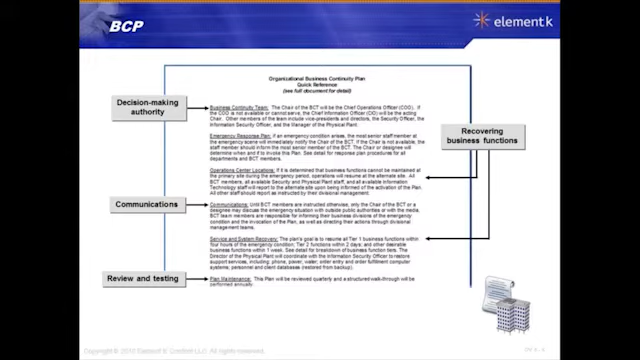 BCP
element k
Organizational Business Continuity Plan
Quick Reference
(see full document for detail)
Decision-making
authority
Business Continuity Team: The Chair of the BCT will be the Chief Operations Officer (COO). If
the COO is not available or cannot serve, the Chief Information Officer (CIO) will be the acting
Chair. Other members of the team include vice-presidents and directors, the Security Officer, the
Information Security Officer, and the Manager of the Physical Plant.
Recovering
business functions
Emergency Response Plan: If an emergency condition arises, the most senior staff member at
the emergency scene will immediately notify the Chair of the BCT. If the Chair is not available, the
staff member should inform the most senior member of the BCT. The Chair or designee will
determine when and if to invoke this Plan. See detail for response plan procedures for all
departments and BCT members.
Operations Center Locations: If it is determined that business functions cannot be maintained at
the primary site during the emergency period, operations will resume at the alternate site. All
BCT members, all available Security and Physical Plant staff, and all available Information
Technology staff will report to the alternate site upon being informed of the activation of the Plan.
All other staff should report as instructed by their divisional management.
Communications
Communications: Until BCT members are instructed otherwise, only the Chair of the BCT or a
designee may discuss the emergency situation with outside public authorities or with the media.
BCT team members are responsible for informing their business divisions of the emergency
condition and the invocation of the Plan, as well as directing their actions through divisional
management teams.
Service and System Recovery: The plan's goal is to resume all Tier 1 business functions within
four hours of the emergency condition; Tier 2 functions within 2 days; and other desirable
business functions within 1 week. See detail for breakdown of business function tiers. The
Director of the Physical Plant will coordinate with the Information Security Officer to restore
support services, including: phone, power, water; order entry and order fulfillment computer
systems; personnel and client databases (restored from backup).
Review and testing
Plan Maintenance: This Plan will be reviewed quarterly and a structured walk-through will be
performed annually.
Copyright © 2010 Element K Content LLC. All rights reserved.